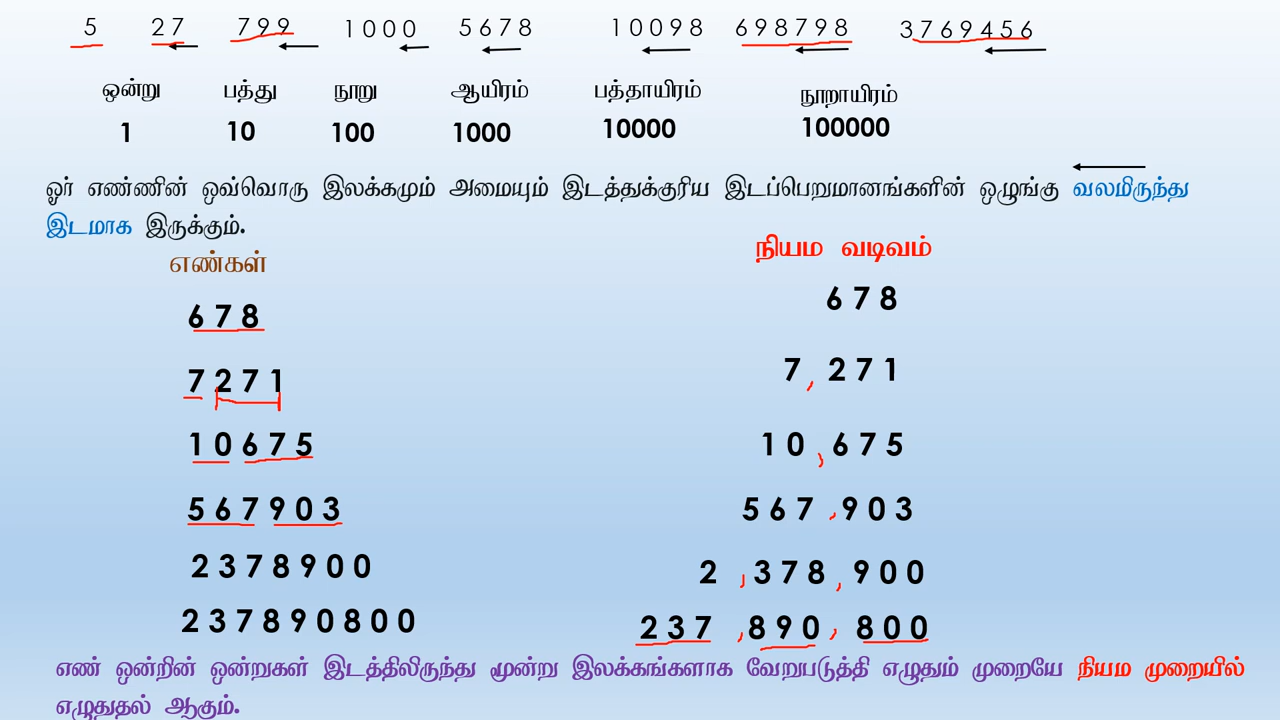 5 27 799 1000 5678 10098 698798 3769456
ஒன்று பத்து நூறு ஆயிரம் பத்தாயிரம் நூறாயிரம்
1 10 100 1000 10000 100000
ஓர் எண்ணின் ஒவ்வொரு இலக்கமும் அமையும் இடத்துக்குரிய இடப்பெறுமானங்களின் ஒழுங்கு வலமிருந்து
இடமாக இருக்கும்.
எண்கள் நியம வடிவம்
678 678
7271 7, 271
10675 10, 675
567903 567, 903
2378900 2, 378, 900
237890800 237, 890, 800
எண் ஒன்றின் ஒன்றுகள் இடத்திலிருந்து மூன்று இலக்கங்களாக வேறுபடுத்தி எழுதும் முறையே நியம முறையில்
எழுதுதல் ஆகும்.